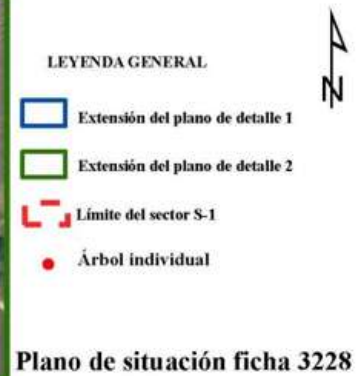 N
LEYENDA GENERAL
Extensión del plano de detalle 1
Extensión del plano de detalle 2
Límite del sector S-1
Árbol individual
Plano de situación ficha 3228